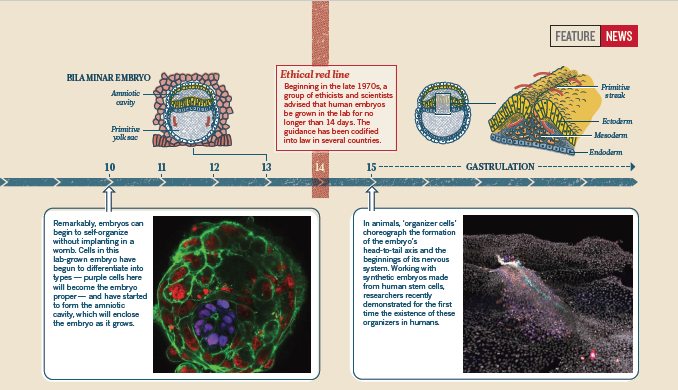 FEATURE NEWS
BILAMINAR EMBRYO
Amniotic
cavity
Primitive
yolk sac
Ethical red line
Beginning in the late 1970s, a
group of ethicists and scientists
advised that human embryos
be grown in the lab for no
longer than 14 days. The
guidance has been codified
into law in several countries.
Primitive
streak
Ectoderm
Mesoderm
Endoderm
10 11 12 13 14 15 GASTRULATION
Remarkably, embryos can
begin to self-organize
without implanting in a
womb. Cells in this
lab-grown embryo have
begun to differentiate into
types — purple cells here
will become the embryo
proper — and have started
to form the amniotic
cavity, which will enclose
the embryo as it grows.
In animals, ‘organizer cells’
choreograph the formation
of the embryo’s
head-to-tail axis and the
beginnings of its nervous
system. Working with
synthetic embryos made
from human stem cells,
researchers recently
demonstrated for the first
time the existence of these
organizers in humans.